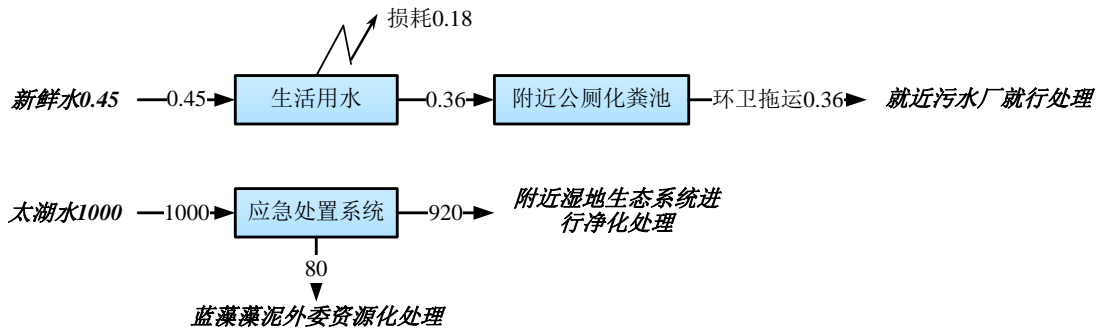 损耗0.18
新鲜水0.45 0.45 生活用水 0.36 附近公厕化粪池 环卫拖运0.36 就近污水厂就行处理
太湖水1000 1000 应急处置系统 920 附近湿地生态系统进
行净化处理
80
蓝藻藻泥外委资源化处理